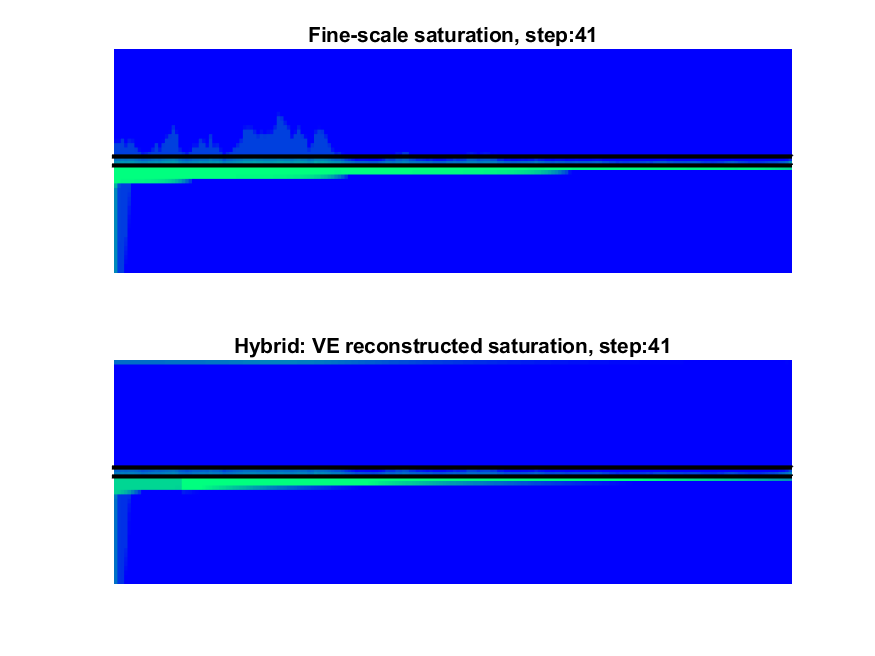 Fine-scale saturation, step:41
Hybrid: VE reconstructed saturation, step:41